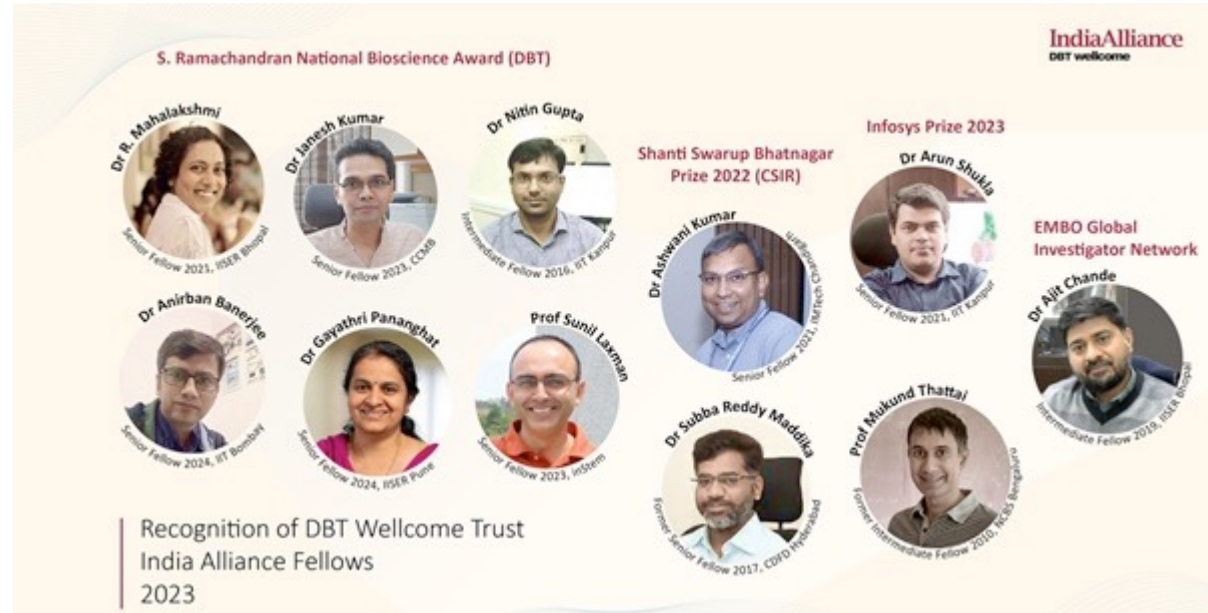 IndiaAlliance
DBT wellcome
S. Ramachandran National Bioscience Award (DBT)
Dr R. Mahalakshmi
Senior Fellow 2021, IISER Bhopal
Dr Janesh Kumar
Senior Fellow 2023, CCMB
Dr Nitin Gupta
Intermediate Fellow 2016, IIT Kanpur
Dr Anirban Banerjee
Senior Fellow 2024, IIT Bombay
Dr Gayathri Pananghat
Senior Fellow 2024, IISER Pune
Prof Sunil Laxman
Senior Fellow 2023, inStem
Shanti Swarup Bhatnagar
Prize 2022 (CSIR)
Dr Ashwani Kumar
Senior Fellow 2021, IMTech Chandigarh
Dr Subba Reddy Maddika
Former Senior Fellow 2017, CDFD Hyderabad
Infosys Prize 2023
Dr Arun Shukla
Senior Fellow 2021, IIT Kanpur
Prof Mukund Thattai
Former Intermediate Fellow 2010, NCBS Bengaluru
EMBO Global
Investigator Network
Dr Ajit Chande
Intermediate Fellow 2019, IISER Bhopal
Recognition of DBT Wellcome Trust
India Alliance Fellows
2023